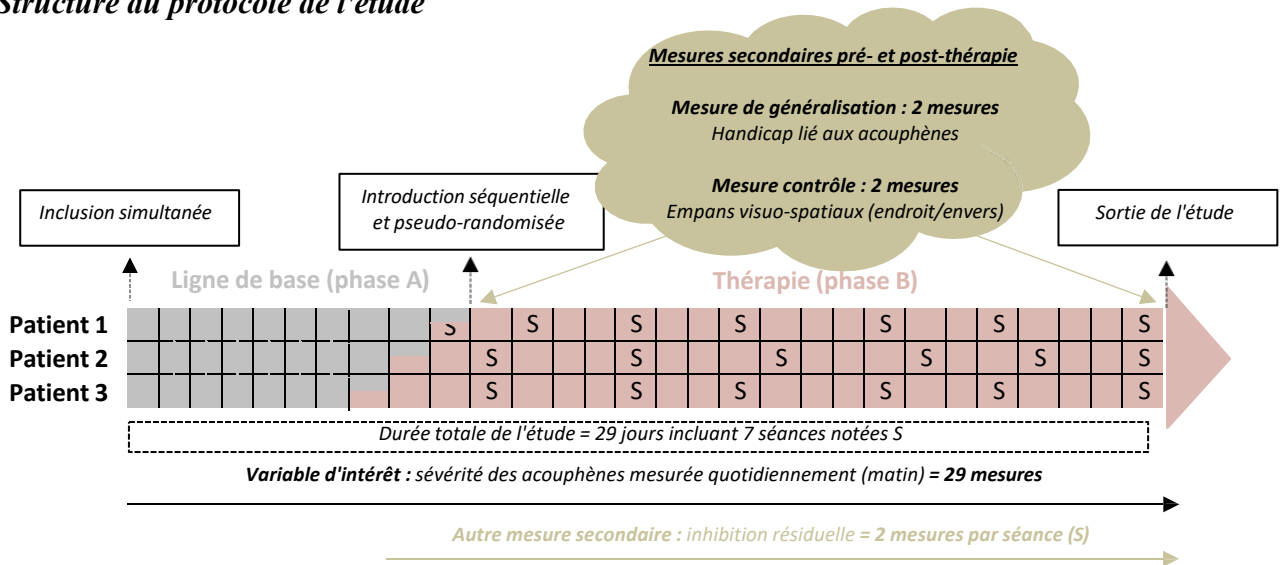 Structure du protocole de l'étude
Mesures secondaires pré- et post-thérapie
Mesure de généralisation : 2 mesures
Handicap lié aux acouphènes
Mesure contrôle : 2 mesures
Empans visuo-spatiaux (endroit/envers)
Inclusion simultanée
Introduction séquentielle
et pseudo-randomisée
Sortie de l'étude
Ligne de base (phase A)
Thérapie (phase B)
Patient 1 S S S S S S S
Patient 2 S S S S S S
Patient 3 S S S S S S
Durée totale de l'étude = 29 jours incluant 7 séances notées S
Variable d'intérêt : sévérité des acouphènes mesurée quotidiennement (matin) = 29 mesures
Autre mesure secondaire : inhibition résiduelle = 2 mesures par séance (S)